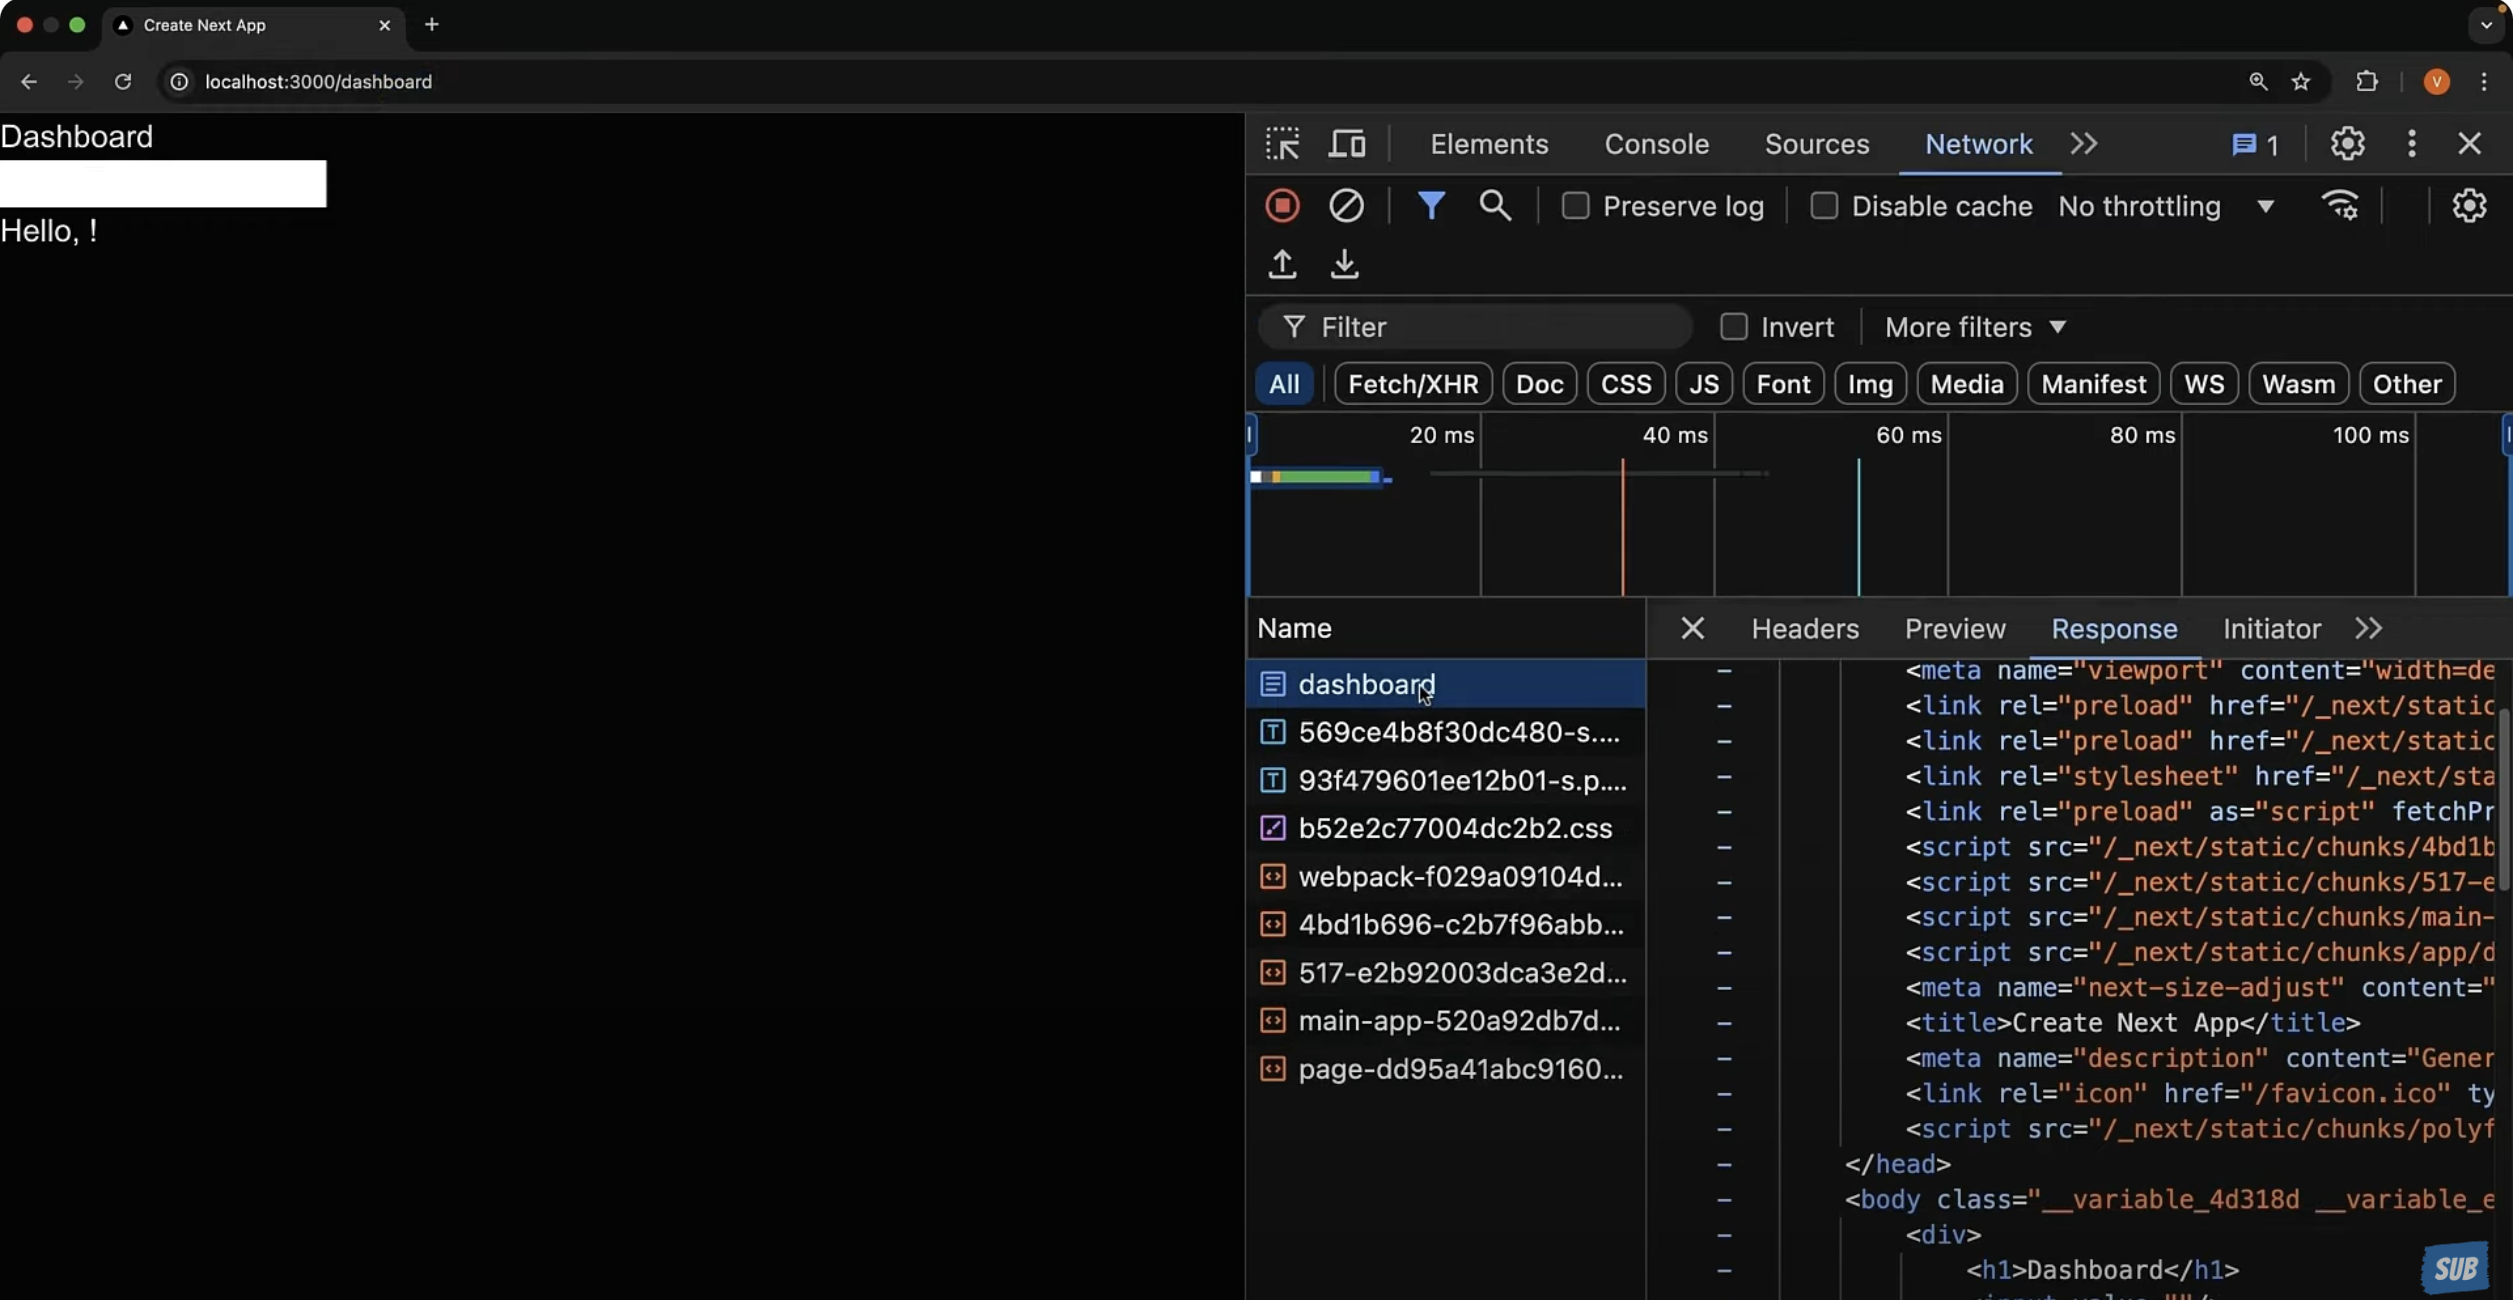 Create Next App
localhost:3000/dashboard
V
Dashboard
Hello, !
Elements Console Sources Network 1
Preserve log Disable cache No throttling
Filter Invert More filters
All Fetch/XHR Doc CSS JS Font Img Media Manifest WS Wasm Other
20 ms 40 ms 60 ms 80 ms 100 ms
Name
dashboard
569ce4b8f30dc480-s....
93f479601ee12b01-s.p....
b52e2c77004dc2b2.css
webpack-f029a09104d...
4bd1b696-c2b7f96abb...
517-e2b92003dca3e2d...
main-app-520a92db7d...
page-dd95a41abc9160...
Headers Preview Response Initiator
<meta name="viewport" content="width=de
<link rel="preload" href="/_next/static
<link rel="preload" href="/_next/static
<link rel="stylesheet" href="/_next/sta
<link rel="preload" as="script" fetchPr
<script src="/_next/static/chunks/4bd1b
<script src="/_next/static/chunks/517-e
<script src="/_next/static/chunks/main-
<script src="/_next/static/chunks/app/d
<meta name="next-size-adjust" content="
<title>Create Next App</title>
<meta name="description" content="Gener
<link rel="icon" href="/favicon.ico" ty
<script src="/_next/static/chunks/polyf
</head>
<body class="__variable_4d318d __variable_e
<div>
<h1>Dashboard</h1>
SUB